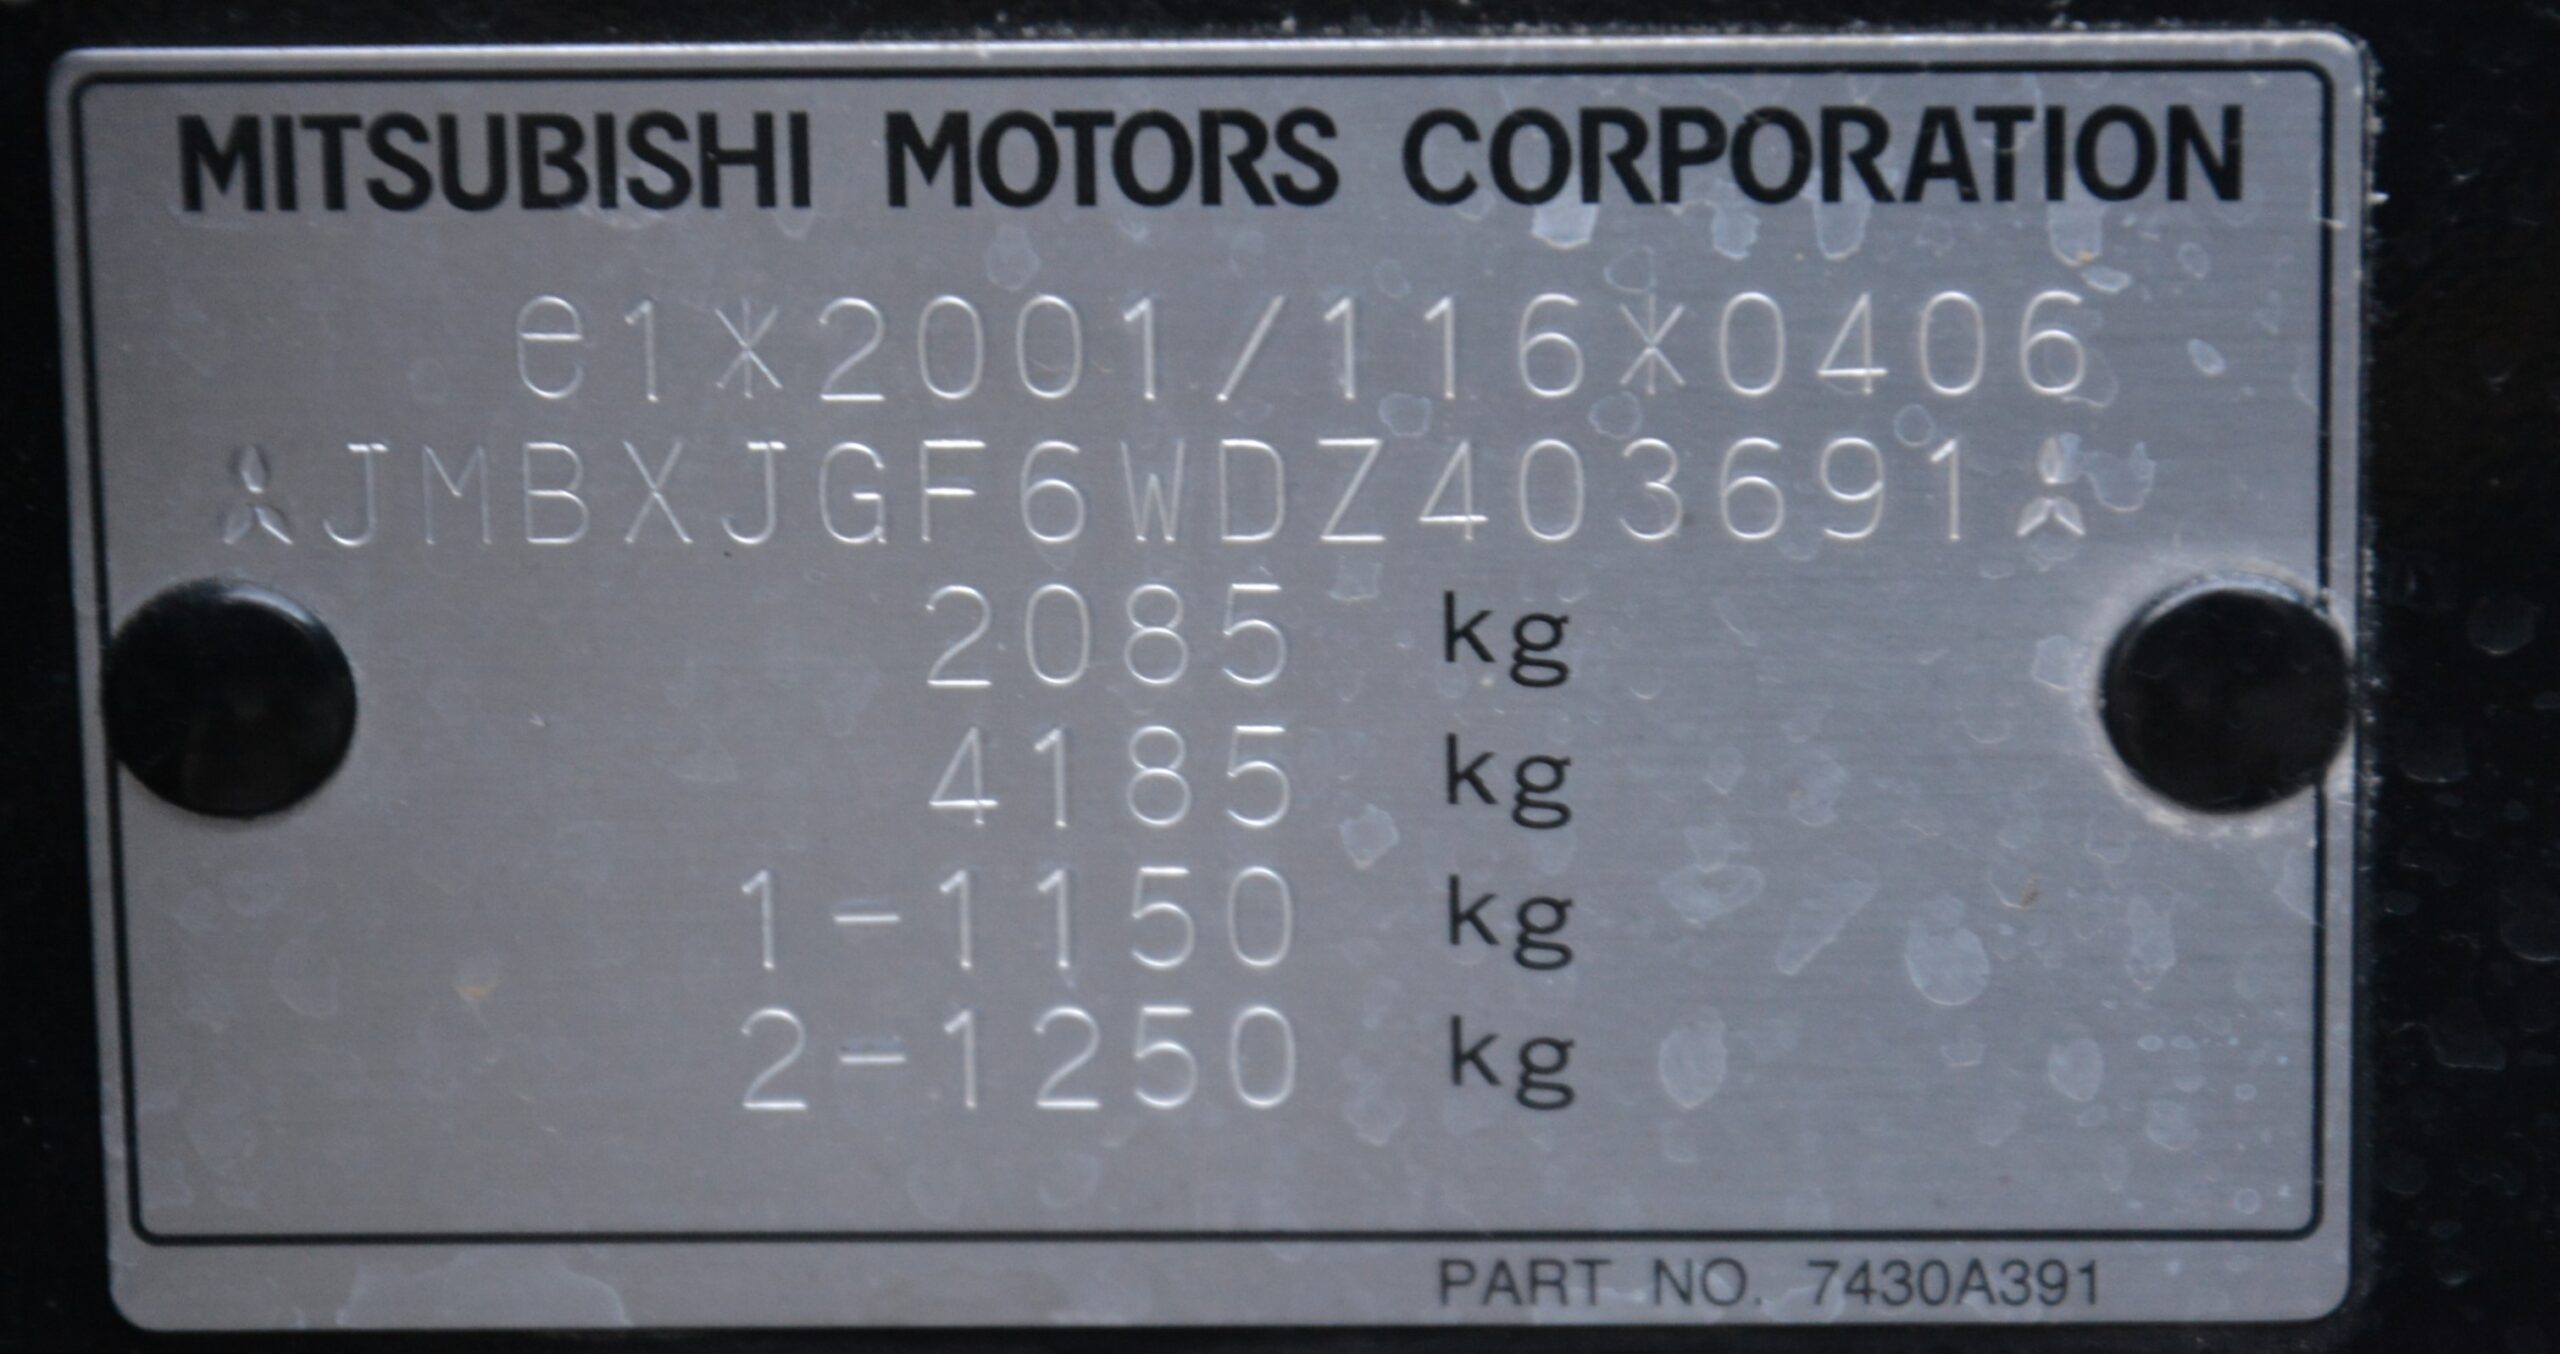 MITSUBISHI MOTORS CORPORATION
e1*2001/116*0406
JMBXJGF6WDZ403691
2085 kg
4185 kg
1-1150 kg
2-1250 kg
PART NO. 7430A391